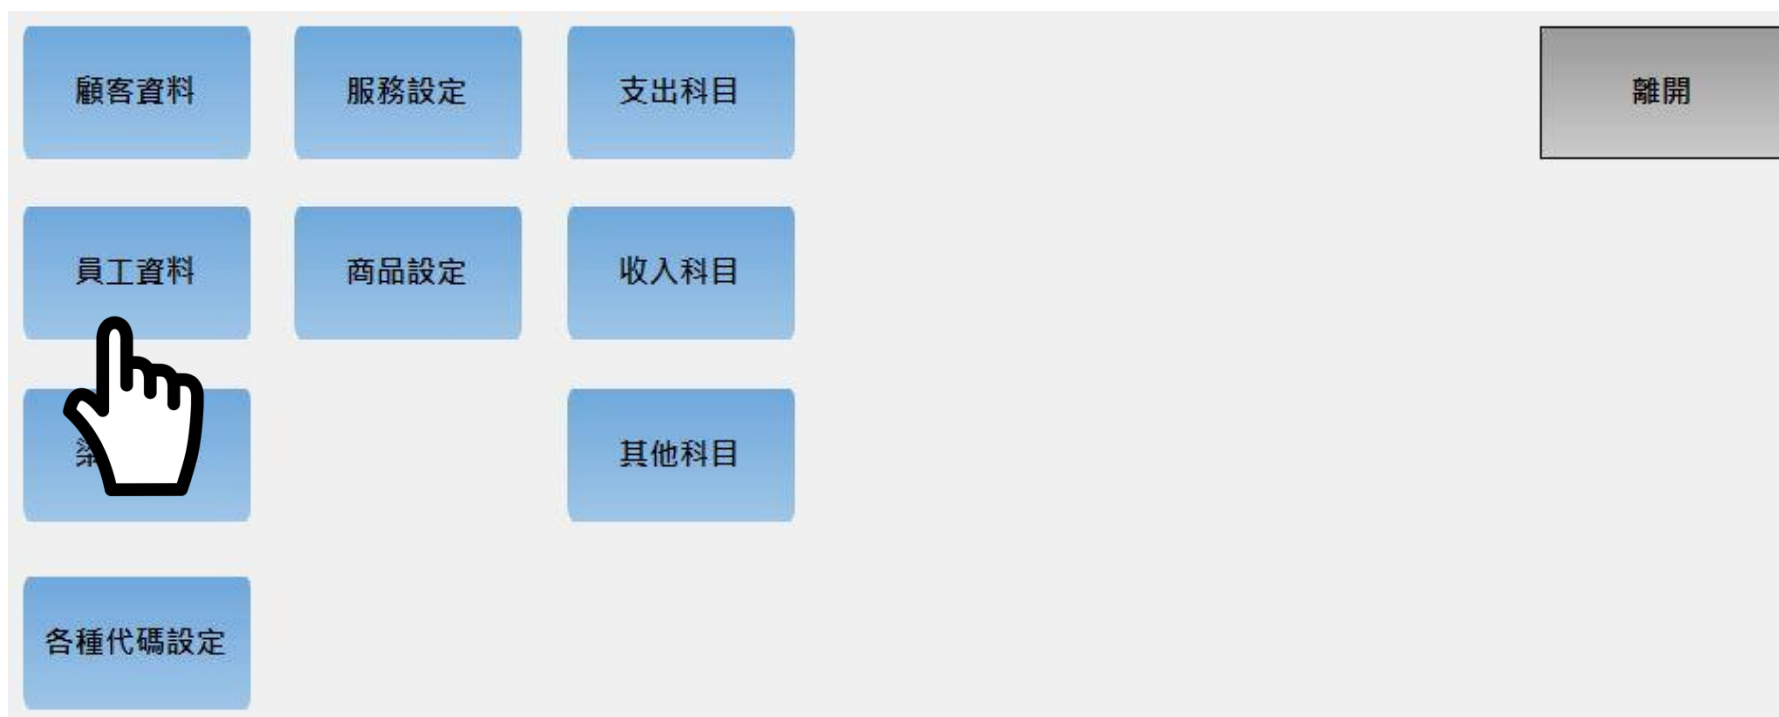 顧客資料
服務設定
支出科目
離開
員工資料
商品設定
收入科目
其他科目
各種代碼設定